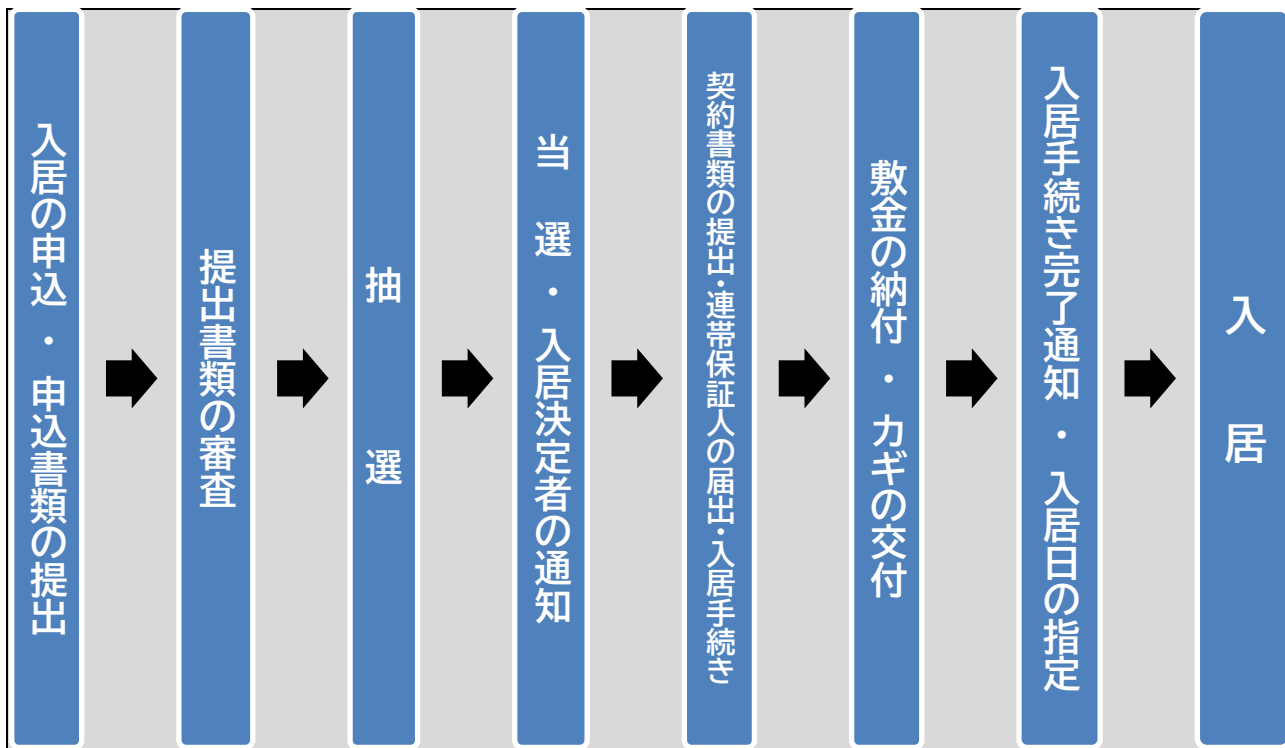 入居の申込・申込書類の提出
提出書類の審査
抽選
当選・入居決定者の通知
契約書類の提出・連帯保証人の届出・入居手続き
敷金の納付・カギの交付
入居手続き完了通知・入居日の指定
入居